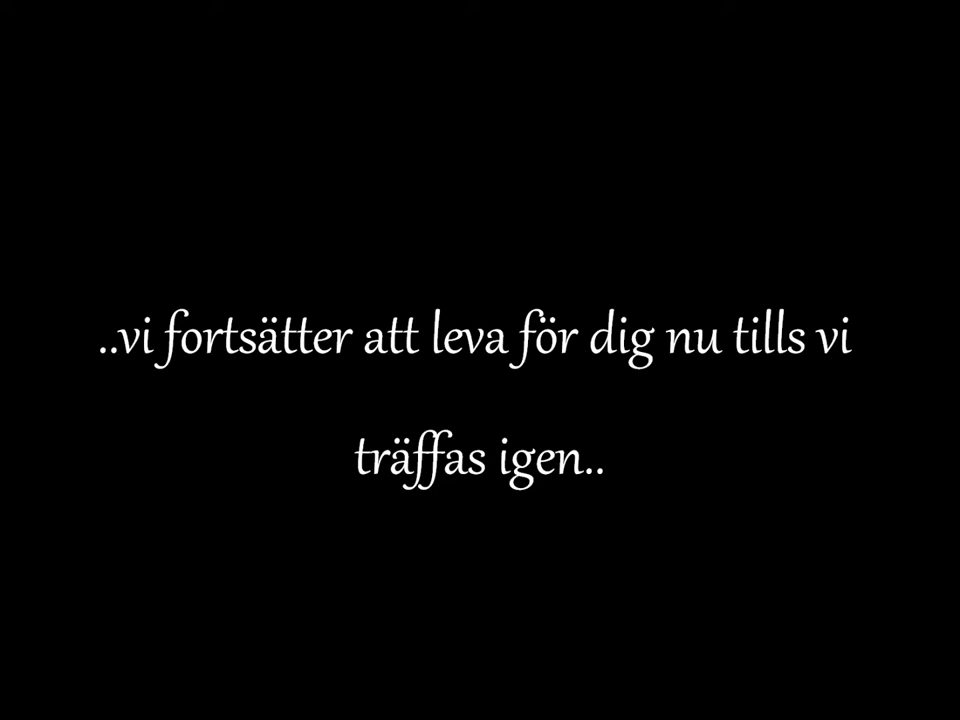 ..vi fortsätter att leva för dig nu tills vi
träffas igen..